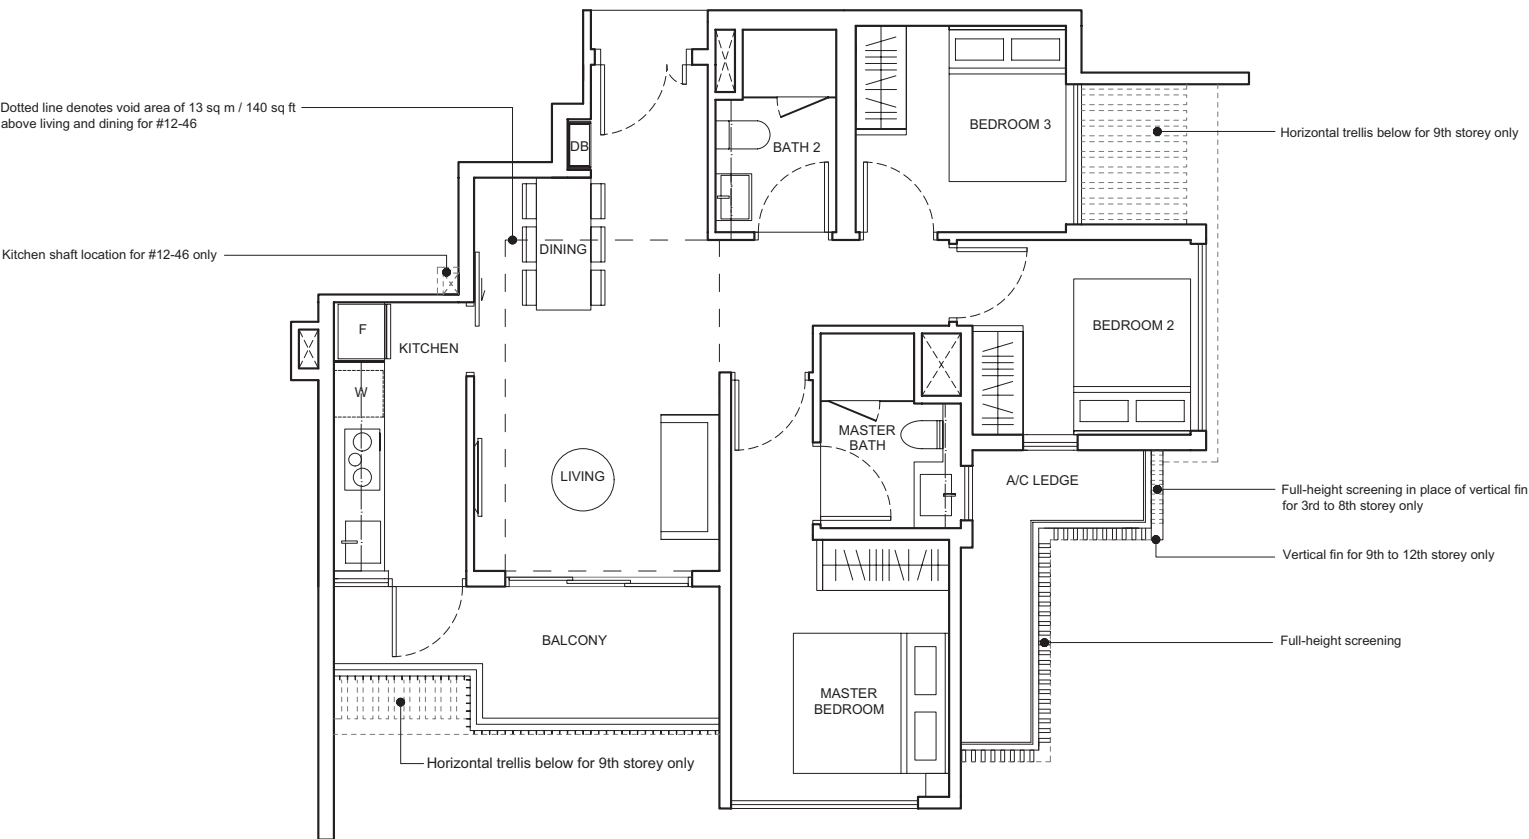 Dotted line denotes void area of 13 sq m / 140 sq ft
above living and dining for #12-46
DB
BATH 2
BEDROOM 3
Horizontal trellis below for 9th storey only
Kitchen shaft location for #12-46 only
DINING
F
KITCHEN
BEDROOM 2
W
MASTER
BATH
LIVING
A/C LEDGE
Full-height screening in place of vertical fin
for 3rd to 8th storey only
Vertical fin for 9th to 12th storey only
BALCONY
Full-height screening
MASTER
BEDROOM
Horizontal trellis below for 9th storey only